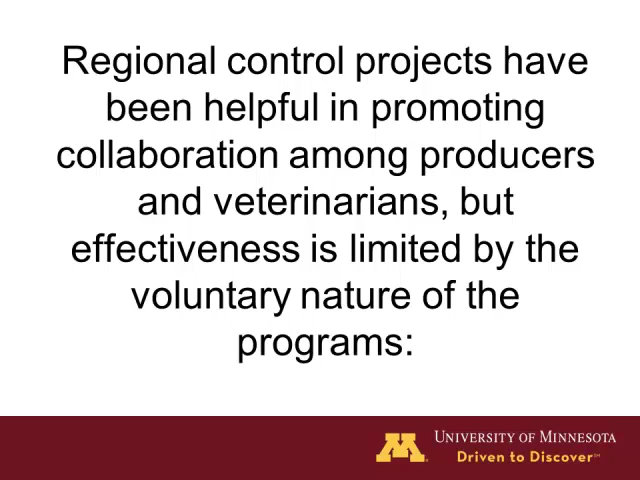 Regional control projects have
been helpful in promoting
collaboration among producers
and veterinarians, but
effectiveness is limited by the
voluntary nature of the
programs:
M
UNIVERSITY OF MINNESOTA
Driven to Discover℠